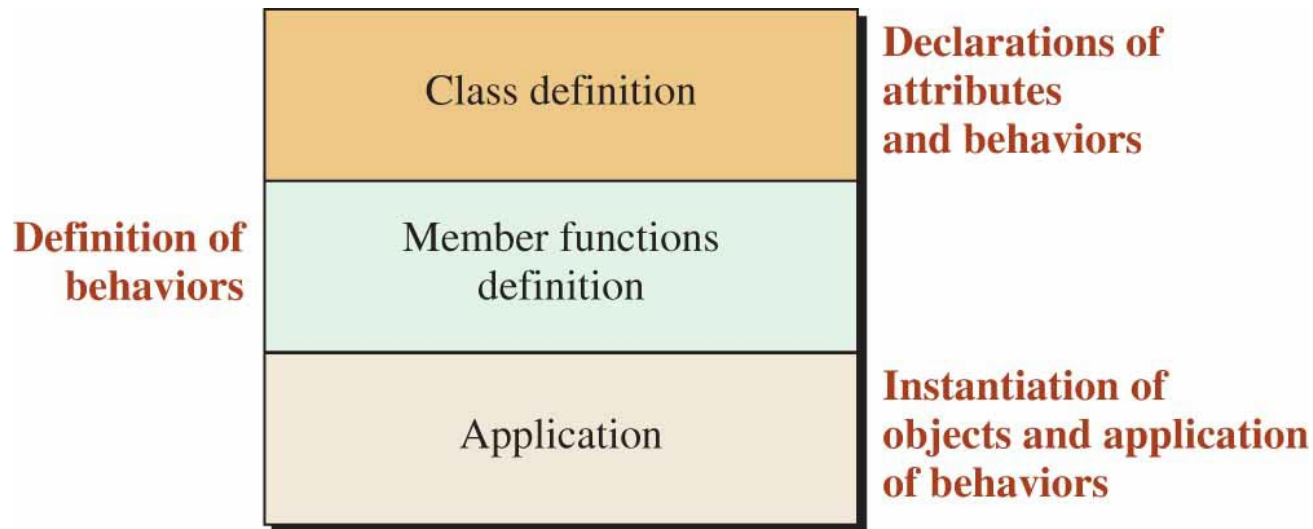 Class definition
Declarations of
attributes
and behaviors
Definition of
behaviors
Member functions
definition
Application
Instantiation of
objects and application
of behaviors